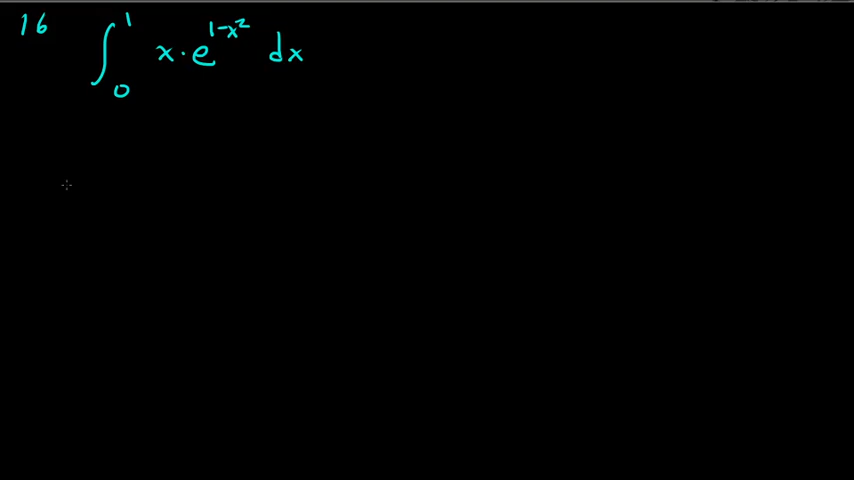 16 ∫₀¹ x · e^(1-x²) dx